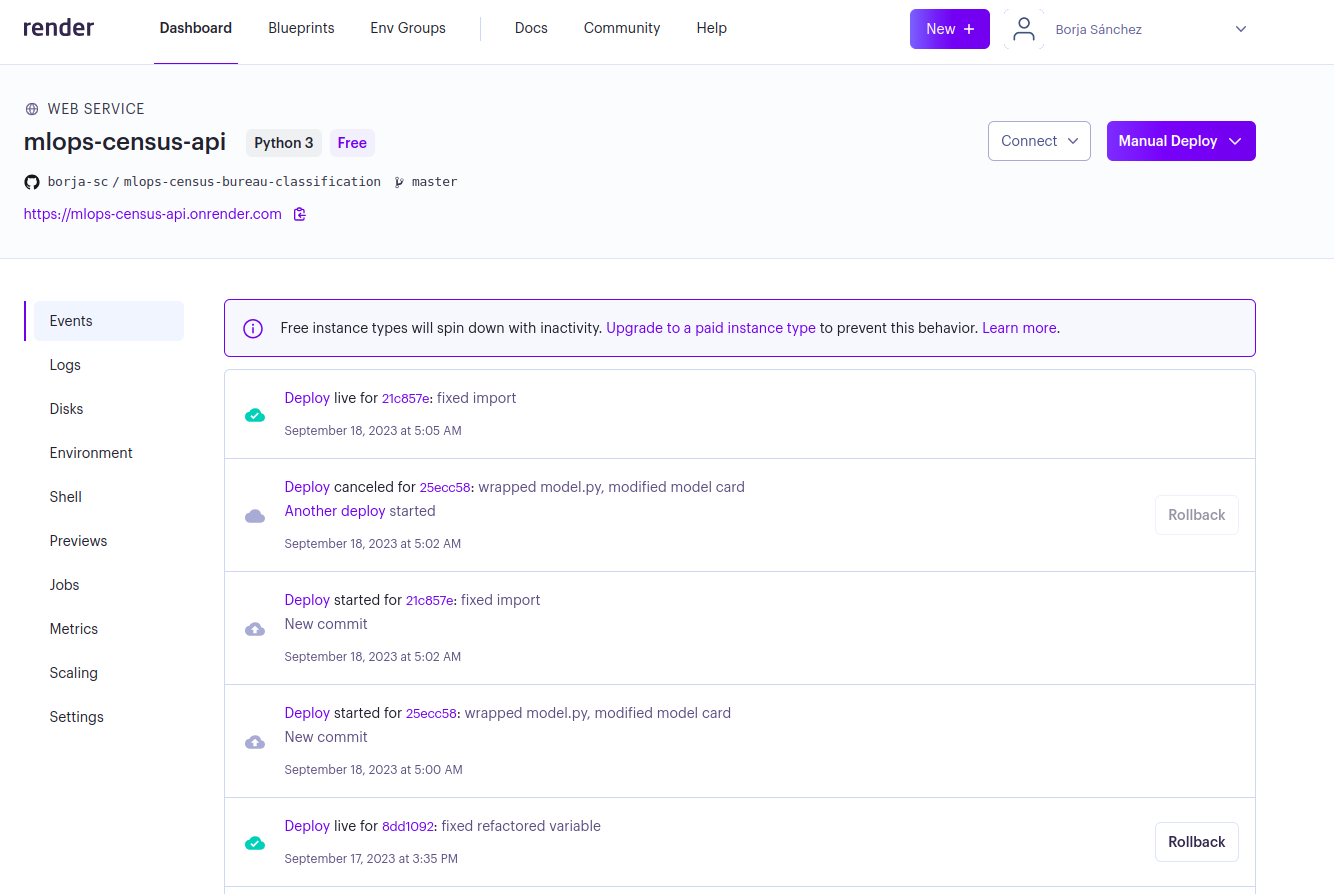 render Dashboard Blueprints Env Groups Docs Community Help New + Borja Sánchez
WEB SERVICE
mlops-census-api Python 3 Free Connect Manual Deploy
borja-sc / mlops-census-bureau-classification master
https://mlops-census-api.onrender.com
Events
Logs
Disks
Environment
Shell
Previews
Jobs
Metrics
Scaling
Settings
Free instance types will spin down with inactivity. Upgrade to a paid instance type to prevent this behavior. Learn more.
Deploy live for 21c857e: fixed import
September 18, 2023 at 5:05 AM
Deploy canceled for 25ecc58: wrapped model.py, modified model card
Another deploy started
Rollback
September 18, 2023 at 5:02 AM
Deploy started for 21c857e: fixed import
New commit
September 18, 2023 at 5:02 AM
Deploy started for 25ecc58: wrapped model.py, modified model card
New commit
September 18, 2023 at 5:00 AM
Deploy live for 8dd1092: fixed refactored variable
Rollback
September 17, 2023 at 3:35 PM